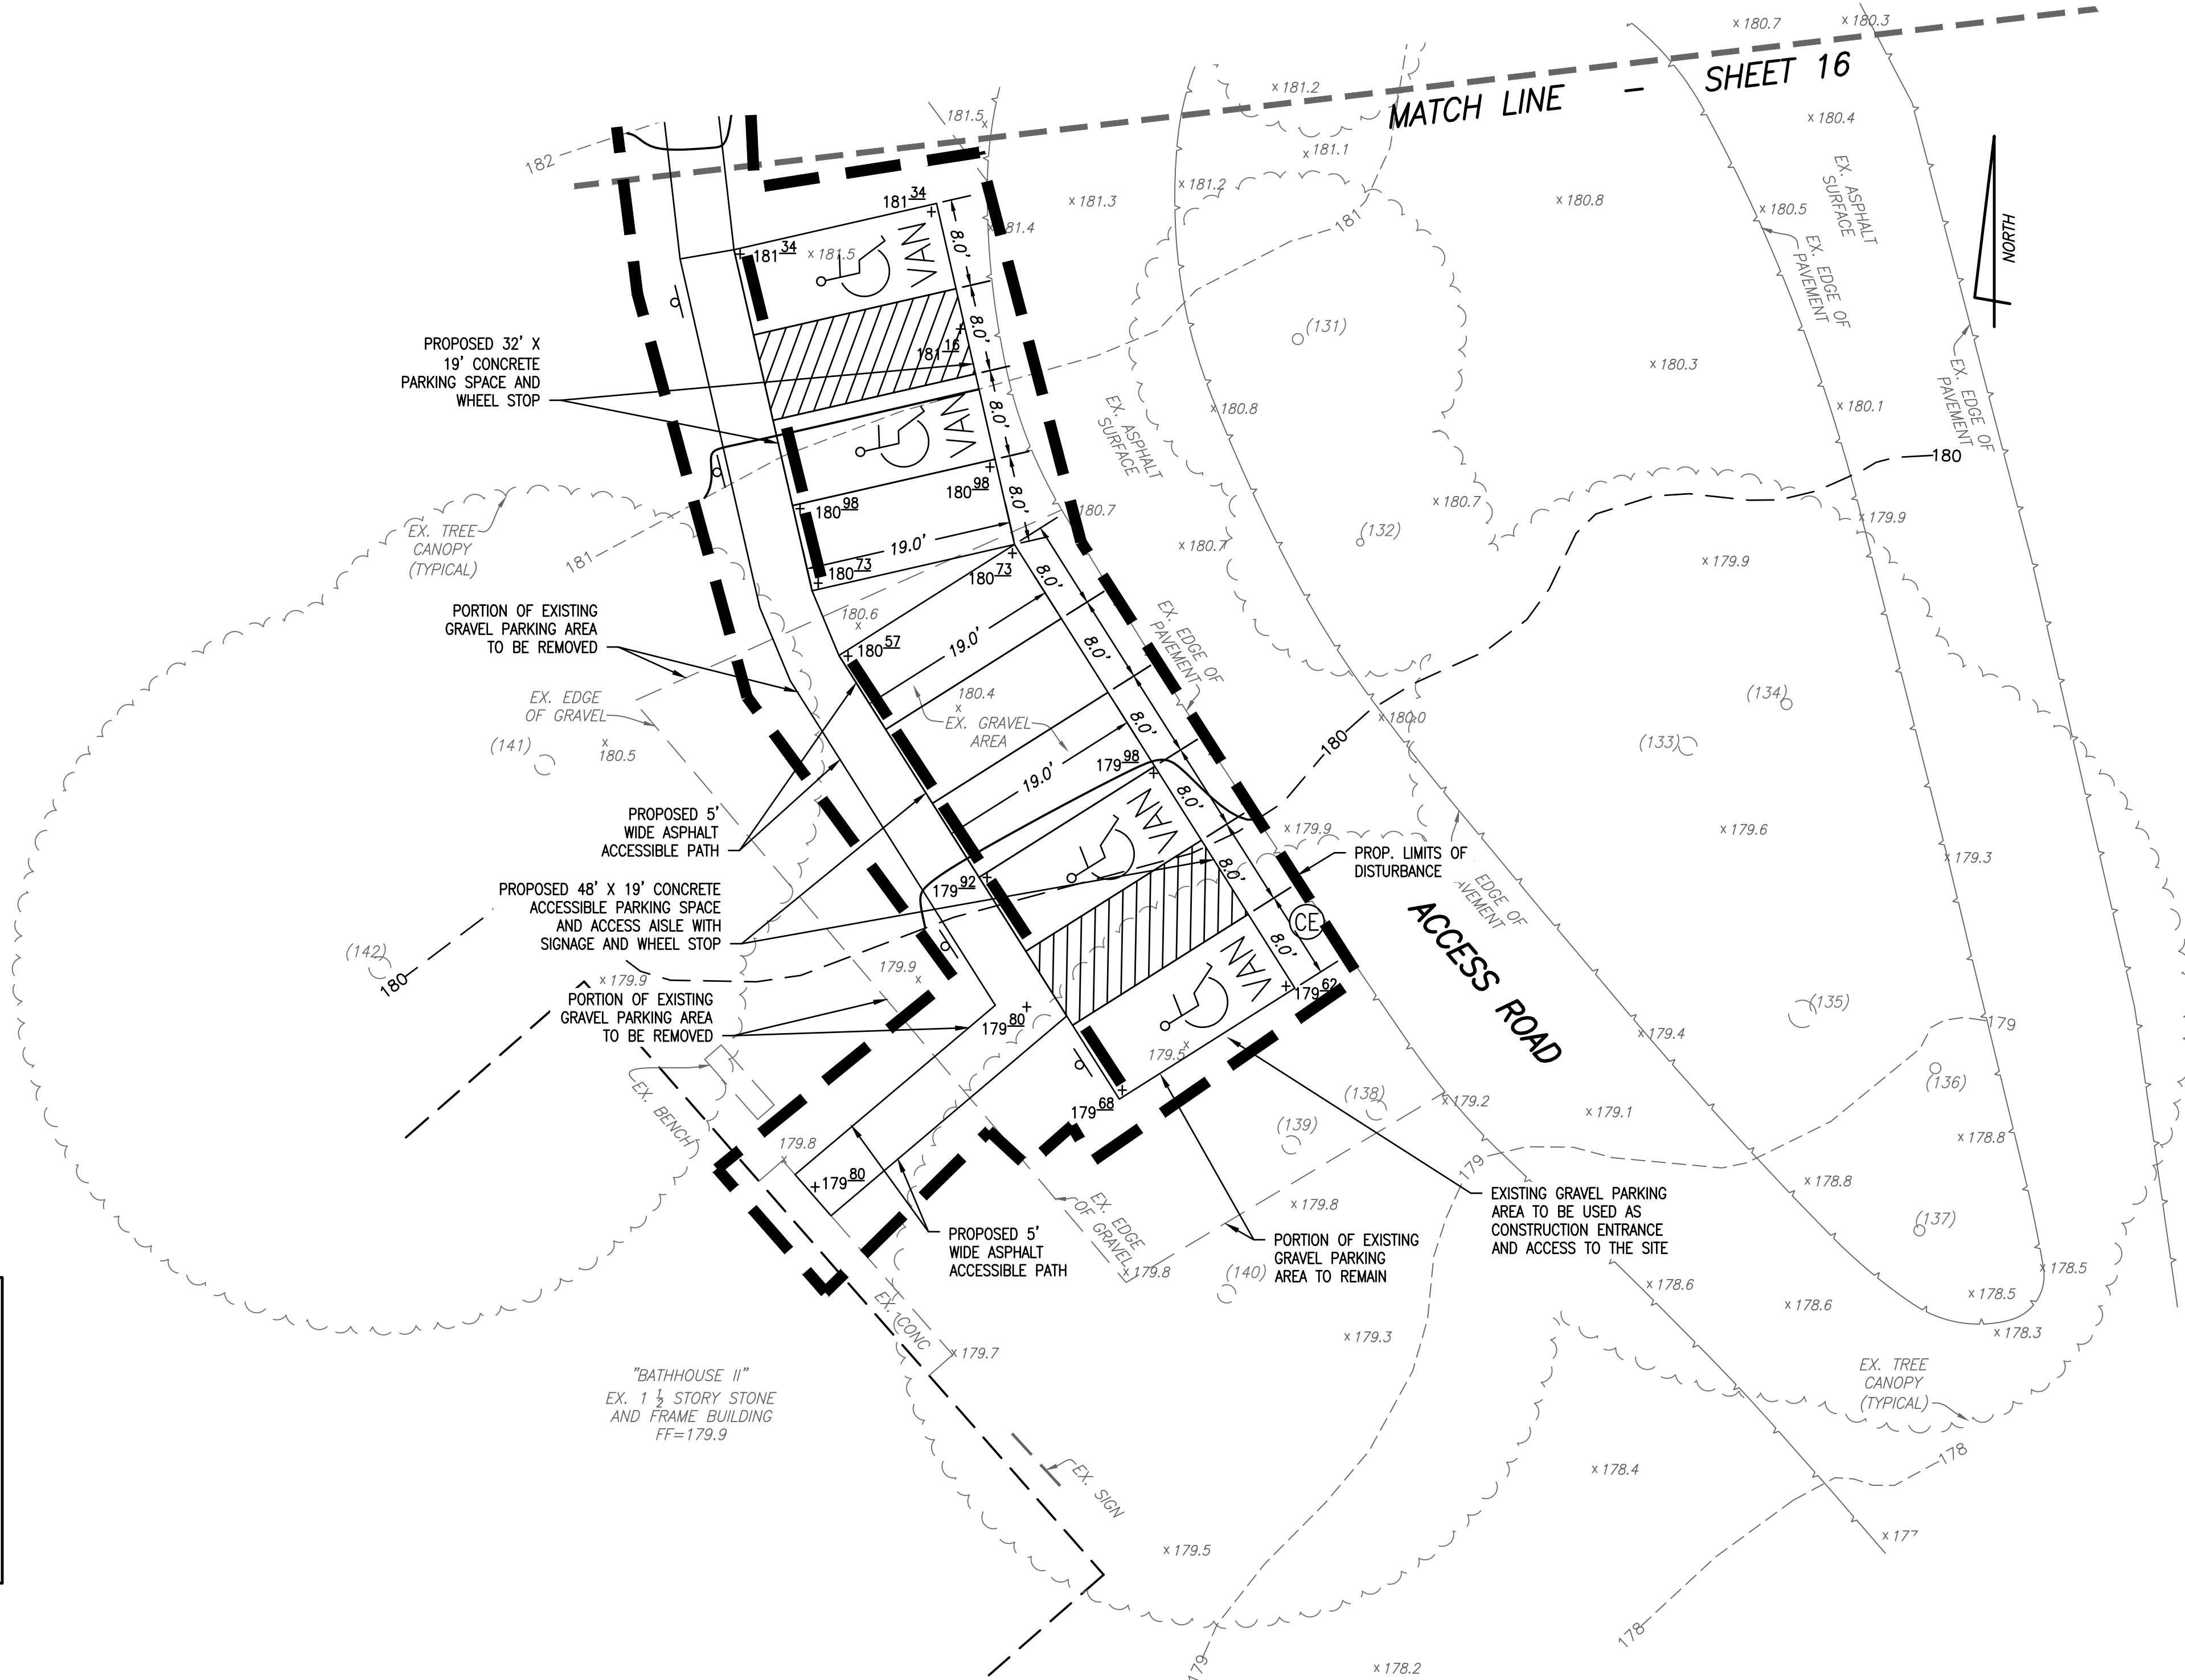 x 180.7
x 180.3
MATCH LINE - SHEET 16
x 181.2
181.5
x 180.4
182
x 181.1
x 181.2
x 181.3
x 180.8
x 180.5
EX. ASPHALT
SURFACE
EX. EDGE OF
PAVEMENT
NORTH
181 34
181 34
x 181.5
81.4
181
VAN
8.0'
8.0'
8.0'
8.0'
181 16
VAN
(131)
x 180.3
x 180.1
EX. EDGE OF
PAVEMENT
PROPOSED 32' X
19' CONCRETE
PARKING SPACE AND
WHEEL STOP
EX. ASPHALT
SURFACE
x 180.8
180
x 180.7
180.7
(132)
x 180.7
x 179.9
x 179.9
180 98
180 98
19.0'
180 73
180 73
EX. TREE
CANOPY
(TYPICAL)
181
PORTION OF EXISTING
GRAVEL PARKING AREA
TO BE REMOVED
180.6
180 57
19.0'
8.0'
8.0'
8.0'
8.0'
8.0'
8.0'
EX. EDGE OF
PAVEMENT
EX. EDGE
OF GRAVEL
180.4
EX. GRAVEL
AREA
(141)
180.5
(134)
(133)
x 180.0
180
19.0'
179 98
VAN
PROPOSED 5'
WIDE ASPHALT
ACCESSIBLE PATH
x 179.9
x 179.6
x 179.3
PROP. LIMITS OF
DISTURBANCE
EDGE OF
AVEMENT
PROPOSED 48' X 19' CONCRETE
ACCESSIBLE PARKING SPACE
AND ACCESS AISLE WITH
SIGNAGE AND WHEEL STOP
179 92
CE
ACCESS ROAD
(142)
180
x 179.9
179.9
VAN
179 62
PORTION OF EXISTING
GRAVEL PARKING AREA
TO BE REMOVED
179 80
179.5
x 179.4
(135)
179
(136)
EX. BENCH
179 68
(138)
(139)
x 179.2
x 179.1
x 178.8
179.8
179 80
179
x 178.8
(137)
EX. EDGE
OF GRAVEL
x 179.8
PROPOSED 5'
WIDE ASPHALT
ACCESSIBLE PATH
x 179.8
(140)
PORTION OF EXISTING
GRAVEL PARKING
AREA TO REMAIN
EXISTING GRAVEL PARKING
AREA TO BE USED AS
CONSTRUCTION ENTRANCE
AND ACCESS TO THE SITE
x 178.6
x 178.6
x 178.5
x 178.5
x 178.3
EX. CONC
x 179.7
x 179.3
"BATHHOUSE II"
EX. 1 1/2 STORY STONE
AND FRAME BUILDING
FF=179.9
EX. TREE
CANOPY
(TYPICAL)
EX. SIGN
x 178.4
178
x 177
x 179.5
178
179
x 178.2